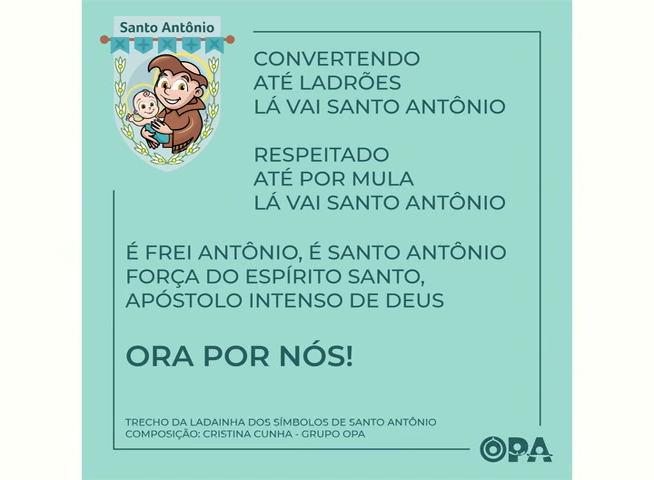 Santo Antônio
CONVERTENDO
ATÉ LADRÕES
LÁ VAI SANTO ANTÔNIO
RESPEITADO
ATÉ POR MULA
LÁ VAI SANTO ANTÔNIO
É FREI ANTÔNIO, É SANTO ANTÔNIO
FORÇA DO ESPÍRITO SANTO,
APÓSTOLO INTENSO DE DEUS
ORA POR NÓS!
TRECHO DA LADAINHA DOS SÍMBOLOS DE SANTO ANTÔNIO
COMPOSIÇÃO: CRISTINA CUNHA - GRUPO OPA
OPA